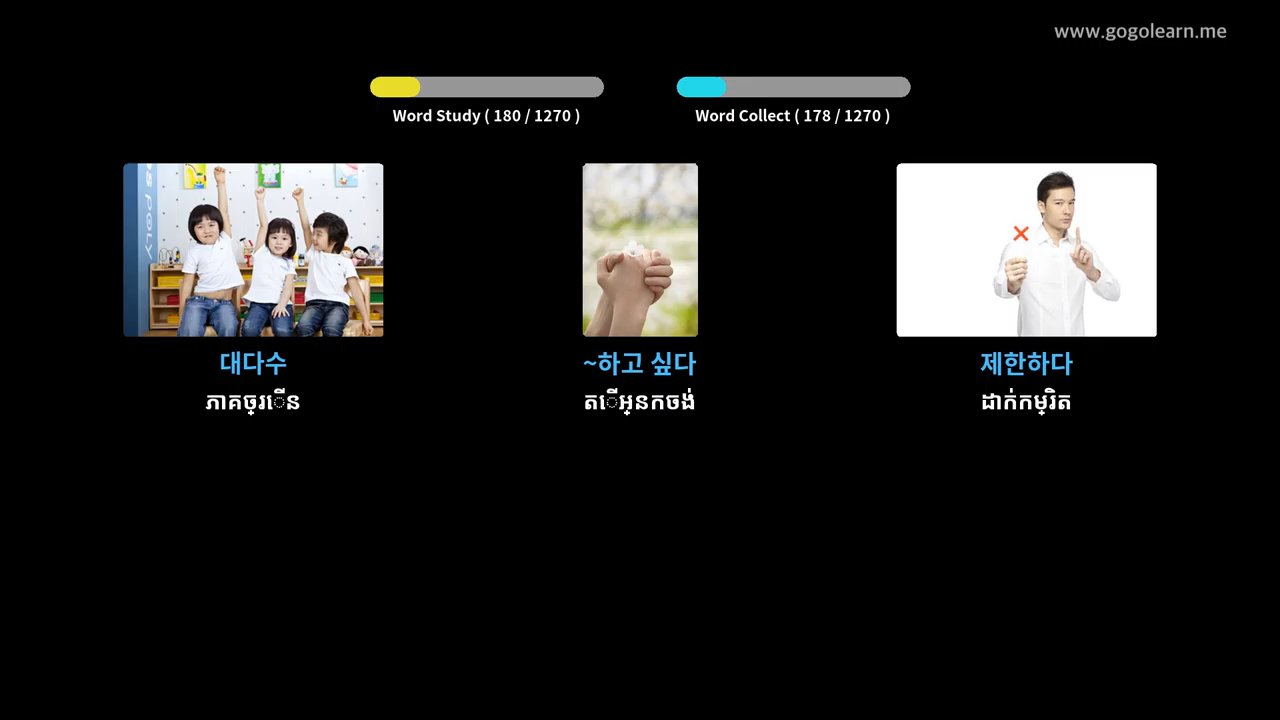 www.gogolearn.me
Word Study ( 180 / 1270 )
Word Collect ( 178 / 1270 )
대다수
~하고 싶다
제한하다
ភាគច្រើន
តើអ្នកចង់
ដាក់កម្រិត